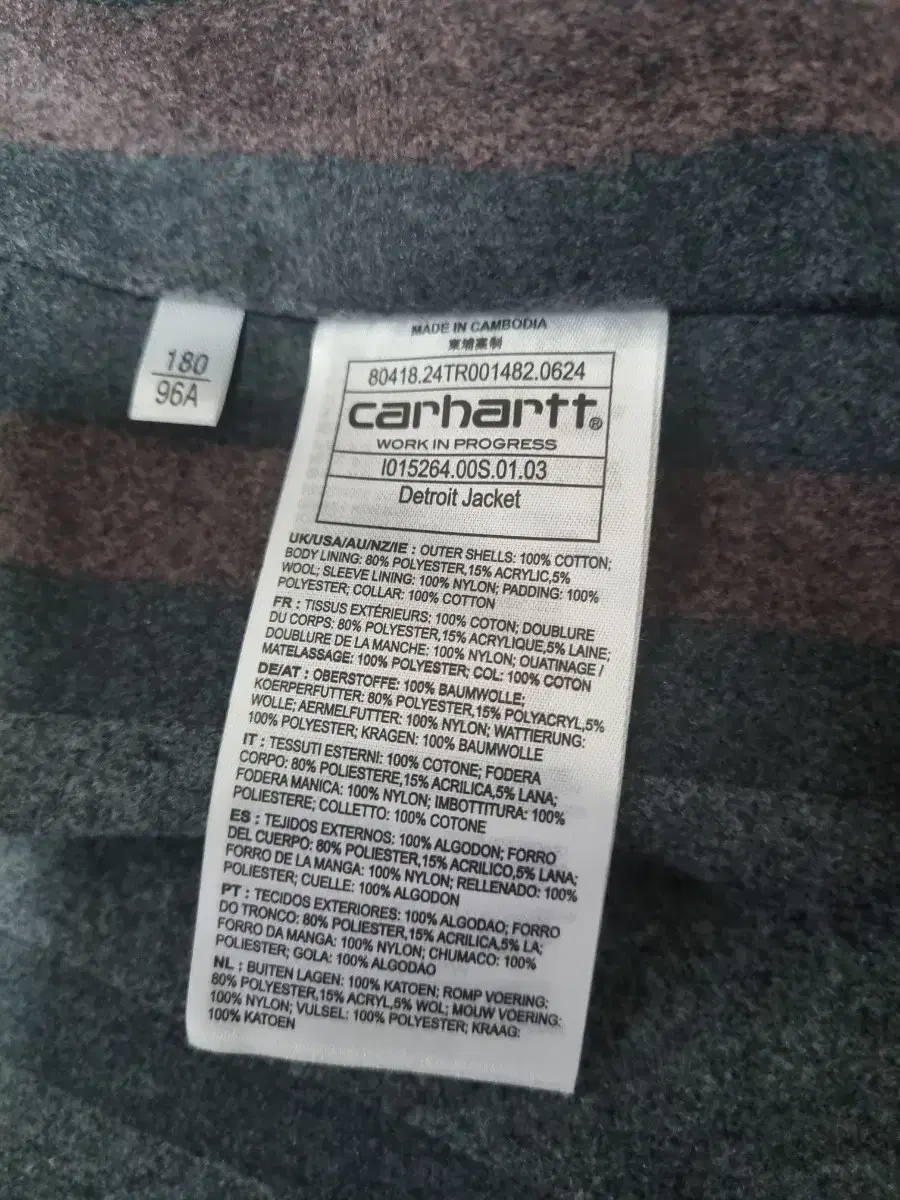 180
96A
MADE IN CAMBODIA
柬埔寨制
80418.24TR001482.0624
carhartt®
WORK IN PROGRESS
I015264.00S.01.03
Detroit Jacket
UK/USA/AU/NZ/IE : OUTER SHELLS: 100% COTTON;
BODY LINING: 80% POLYESTER,15% ACRYLIC,5%
WOOL; SLEEVE LINING: 100% NYLON; PADDING: 100%
POLYESTER; COLLAR: 100% COTTON
FR : TISSUS EXTÉRIEURS: 100% COTON; DOUBLURE
DU CORPS: 80% POLYESTER,15% ACRYLIQUE,5% LAINE;
DOUBLURE DE LA MANCHE: 100% NYLON; OUATINAGE /
MATELASSAGE: 100% POLYESTER; COL: 100% COTON
DE/AT : OBERSTOFFE: 100% BAUMWOLLE;
KOERPERFUTTER: 80% POLYESTER,15% POLYACRYL,5%
WOLLE; AERMELFUTTER: 100% NYLON; WATTIERUNG:
100% POLYESTER; KRAGEN: 100% BAUMWOLLE
IT : TESSUTI ESTERNI: 100% COTONE; FODERA
CORPO: 80% POLIESTERE,15% ACRILICA,5% LANA;
FODERA MANICA: 100% NYLON; IMBOTTITURA: 100%
POLIESTERE; COLLETTO: 100% COTONE
ES : TEJIDOS EXTERNOS: 100% ALGODON; FORRO
DEL CUERPO: 80% POLIESTER,15% ACRILICO,5% LANA;
FORRO DE LA MANGA: 100% NYLON; RELLENADO: 100%
POLIESTER; CUELLE: 100% ALGODON
PT : TECIDOS EXTERIORES: 100% ALGODAO; FORRO
DO TRONCO: 80% POLIESTER,15% ACRILICA,5% LA;
FORRO DA MANGA: 100% NYLON; CHUMACO: 100%
POLIESTER; GOLA: 100% ALGODAO
NL : BUITEN LAGEN: 100% KATOEN; ROMP VOERING:
80% POLYESTER,15% ACRYL,5% WOL; MOUW VOERING:
100% NYLON; VULSEL: 100% POLYESTER; KRAAG:
100% KATOEN